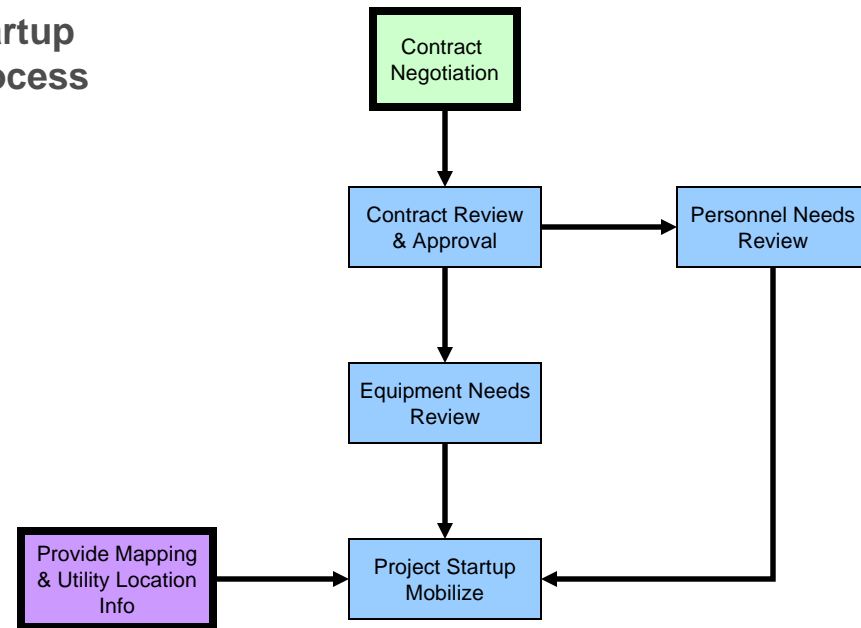 artup
ocess
Contract
Negotiation
Contract Review
& Approval
Personnel Needs
Review
Equipment Needs
Review
Provide Mapping
& Utility Location
Info
Project Startup
Mobilize